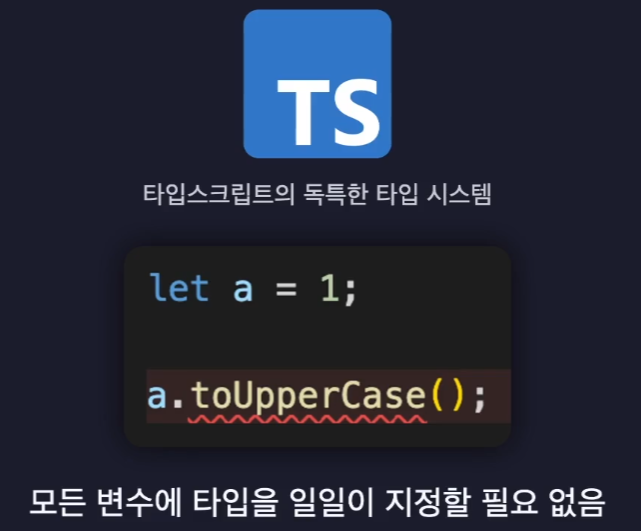 TS
타입스크립트의 독특한 타입 시스템
let a = 1;
a.toUpperCase();
모든 변수에 타입을 일일이 지정할 필요 없음